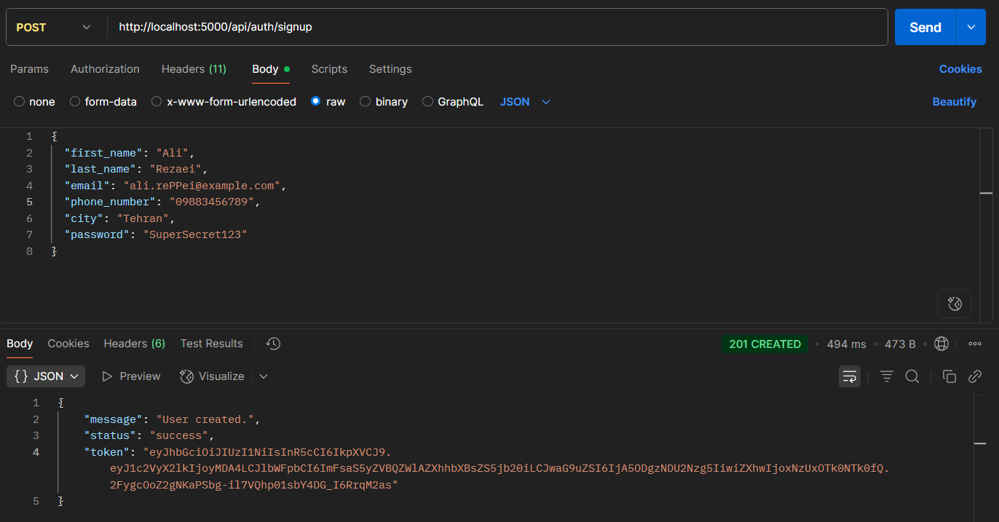 POST http://localhost:5000/api/auth/signup Send
Params Authorization Headers (11) Body Scripts Settings Cookies
none form-data x-www-form-urlencoded raw binary GraphQL JSON Beautify
1 {
2 "first_name": "Ali",
3 "last_name": "Rezaei",
4 "email": "ali.rePPei@example.com",
5 "phone_number": "09883456789",
6 "city": "Tehran",
7 "password": "SuperSecret123"
8 }
Body Cookies Headers (6) Test Results 201 CREATED 494 ms 473 B
{} JSON Preview Visualize
1 {
2 "message": "User created.",
3 "status": "success",
4 "token": "eyJhbGciOiJIUzI1NiIsInR5cCI6IkpXVCJ9.
eyJ1c2VyX2lkIjoyMDA4LCJlbWFpbCI6ImFsaS5yZVBQZWlAZXhhbXBsZS5jb20iLCJwaG9uZSI6IjA5ODgzNDU2Nzg5IiwiZXhwIjoxNzUxOTk0NTk0fQ.
2FygcOoZ2gNKaPSbg-il7VQhp01sbY4DG_I6RrqM2as"
5 }